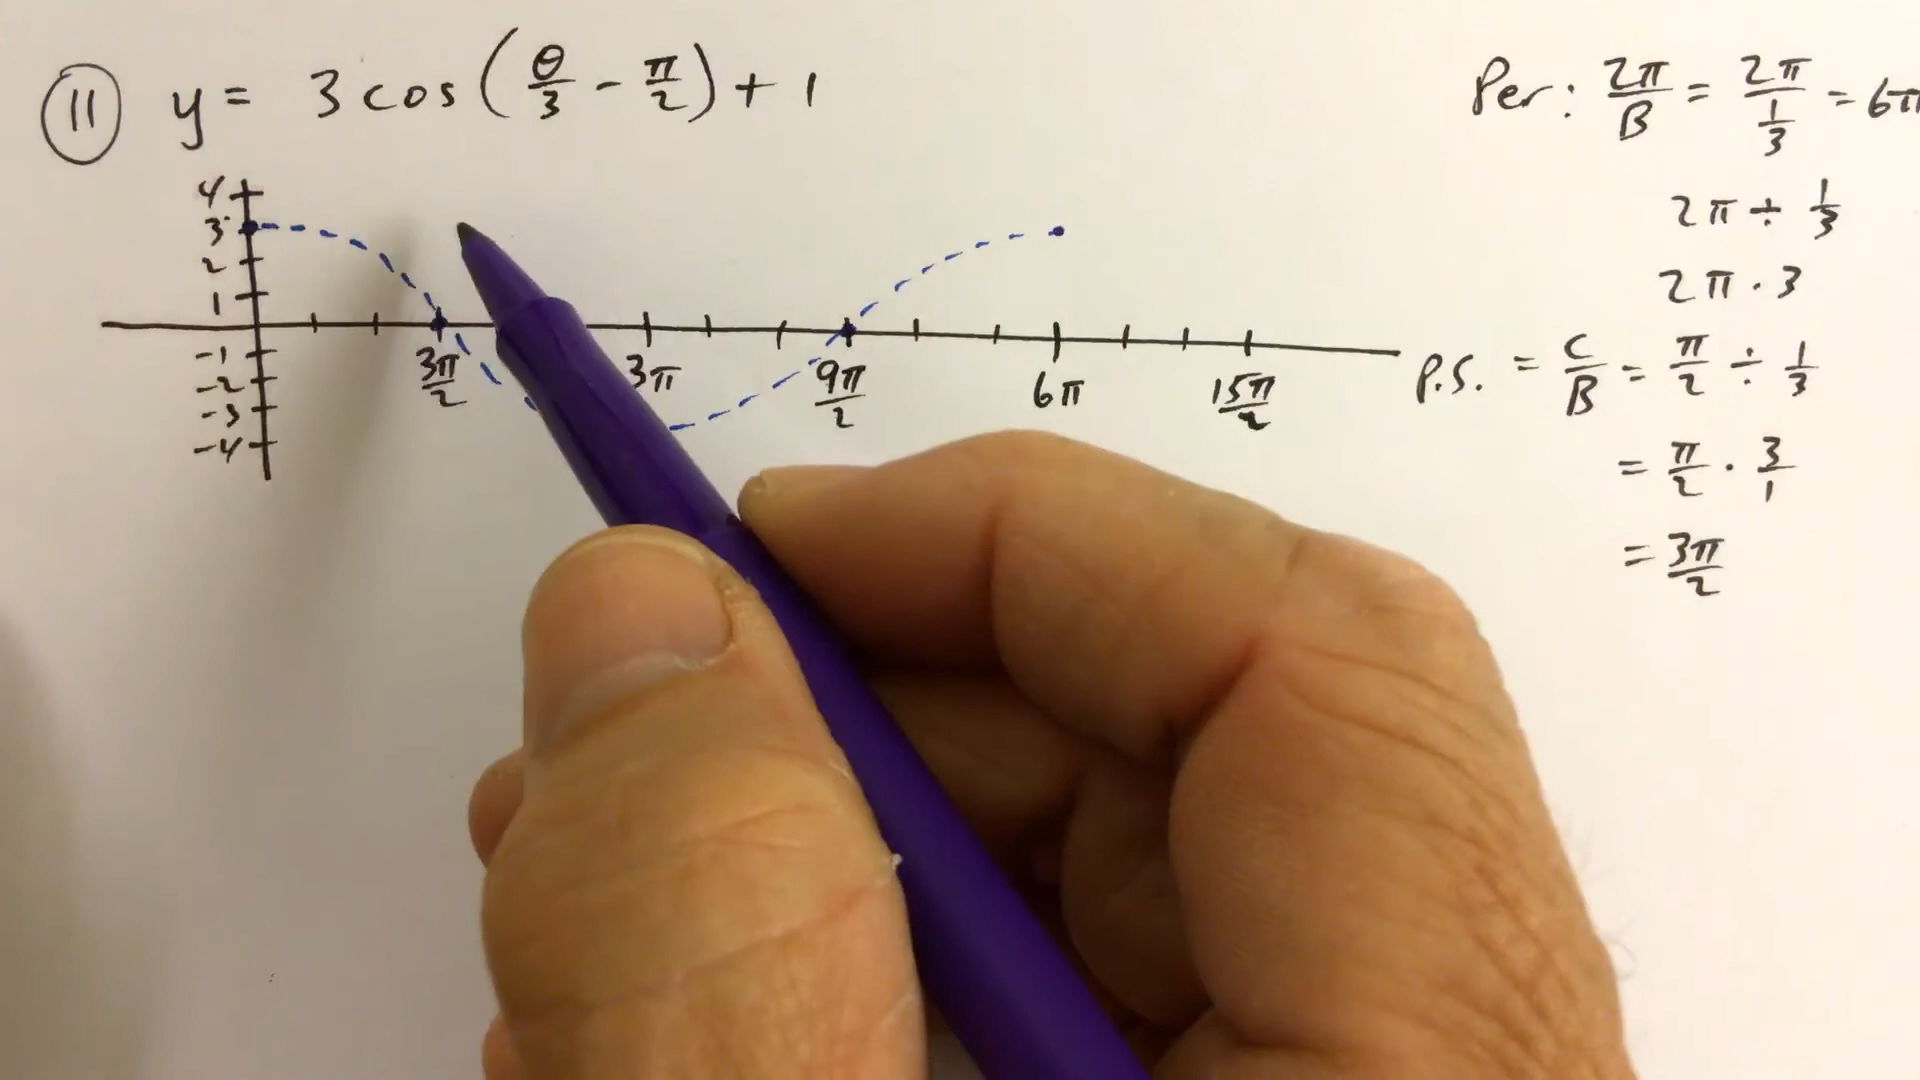 11 y = 3 cos (θ/3 - π/2) + 1
Per: 2π/B = 2π/(1/3) = 6π
2π ÷ 1/3
2π · 3
P.S. = C/B = π/2 ÷ 1/3
= π/2 · 3/1
= 3π/2
4
3
2
1
-1
-2
-3
-4
3π/2 3π 9π/2 6π 15π/2